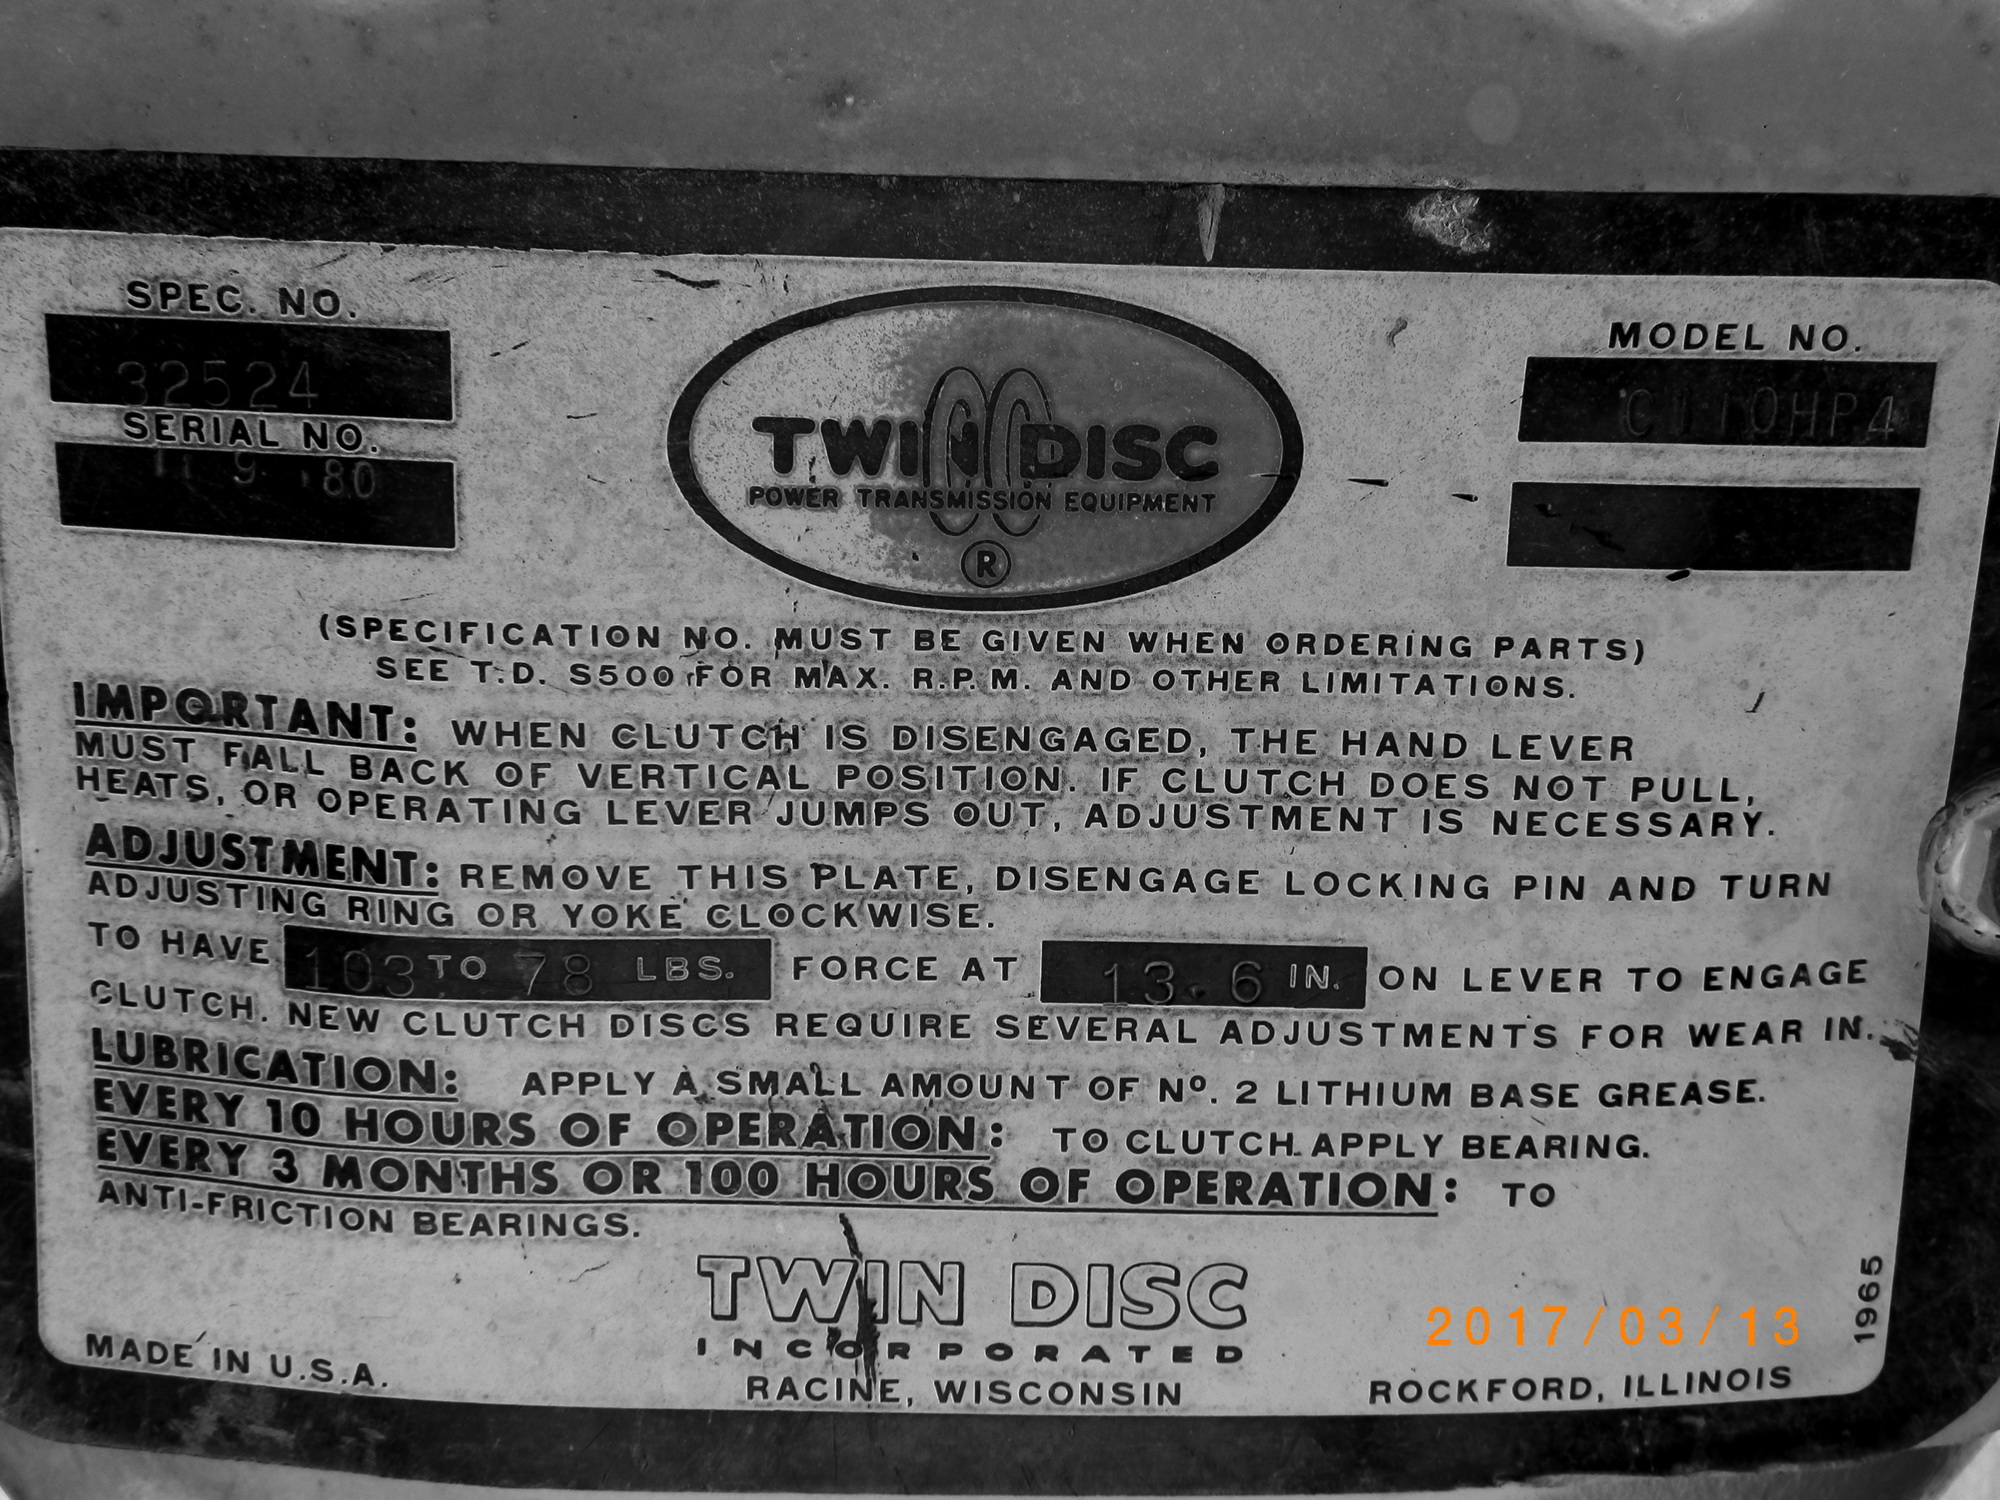 SPEC. NO.
32524
SERIAL NO.
9 80
MODEL NO.
C110HP4
TWIN DISC
POWER TRANSMISSION EQUIPMENT
®
(SPECIFICATION NO. MUST BE GIVEN WHEN ORDERING PARTS)
SEE T.D. S500 FOR MAX. R.P.M. AND OTHER LIMITATIONS.
IMPORTANT: WHEN CLUTCH IS DISENGAGED, THE HAND LEVER
MUST FALL BACK OF VERTICAL POSITION. IF CLUTCH DOES NOT PULL,
HEATS, OR OPERATING LEVER JUMPS OUT, ADJUSTMENT IS NECESSARY.
ADJUSTMENT: REMOVE THIS PLATE, DISENGAGE LOCKING PIN AND TURN
ADJUSTING RING OR YOKE CLOCKWISE.
TO HAVE 103 TO 78 LBS. FORCE AT 13.6 IN. ON LEVER TO ENGAGE
CLUTCH. NEW CLUTCH DISCS REQUIRE SEVERAL ADJUSTMENTS FOR WEAR IN.
LUBRICATION: APPLY A SMALL AMOUNT OF Nº. 2 LITHIUM BASE GREASE.
EVERY 10 HOURS OF OPERATION: TO CLUTCH APPLY BEARING.
EVERY 3 MONTHS OR 100 HOURS OF OPERATION: TO
ANTI-FRICTION BEARINGS.
TWIN DISC
INCORPORATED
RACINE, WISCONSIN
MADE IN U.S.A.
ROCKFORD, ILLINOIS
1965
2017/03/13